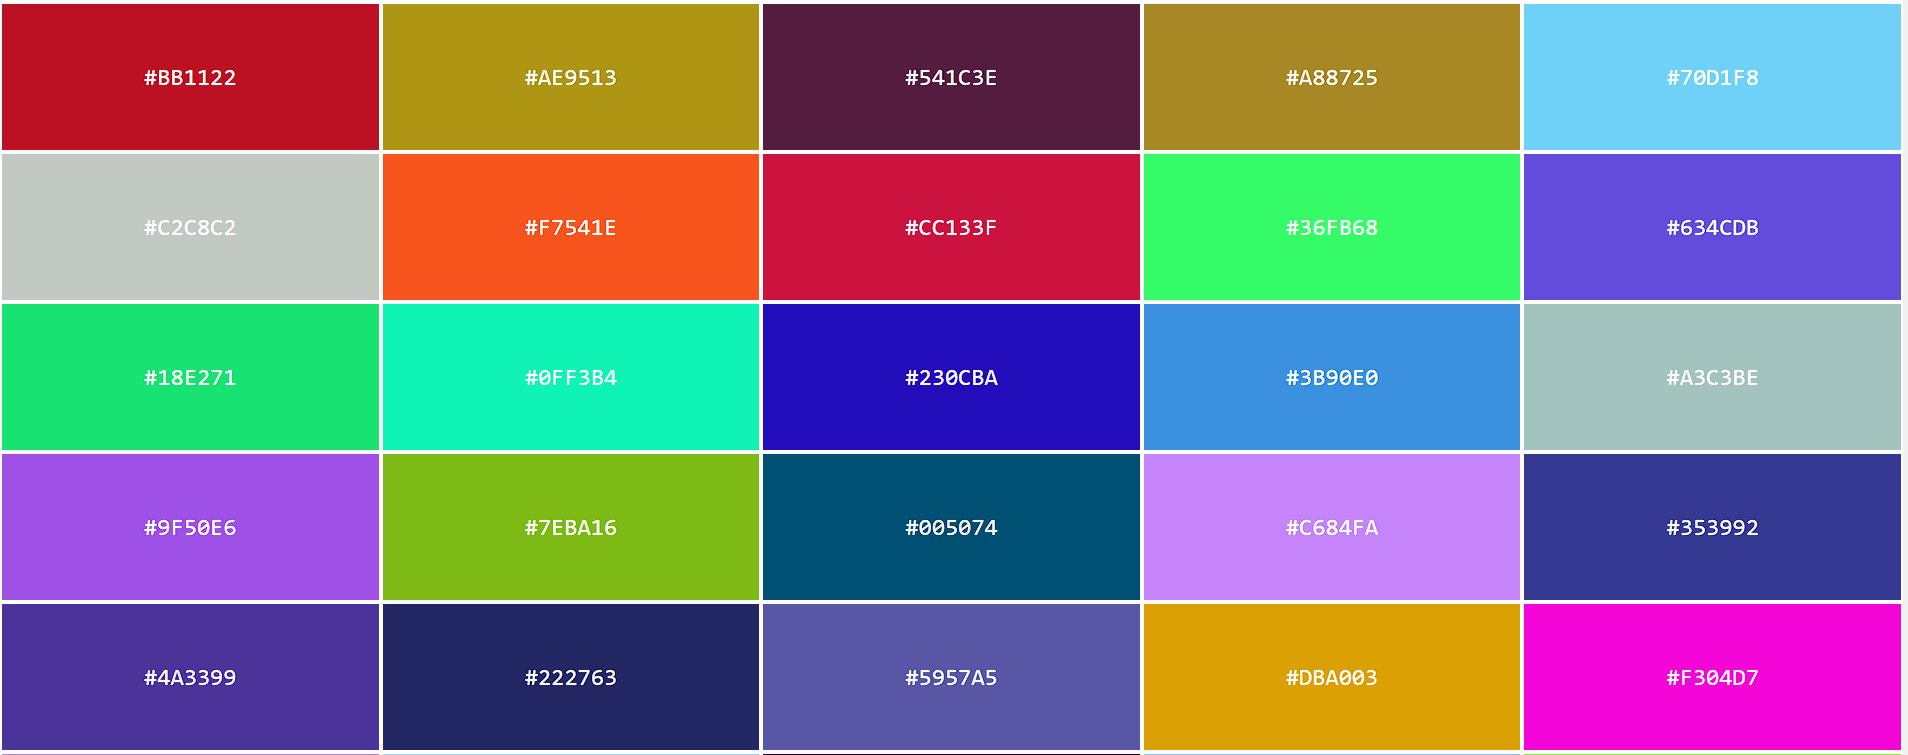 #BB1122 #AE9513 #541C3E #A88725 #70D1F8
#C2C8C2 #F7541E #CC133F #36FB68 #634CDB
#18E271 #0FF3B4 #230CBA #3B90E0 #A3C3BE
#9F50E6 #7EBA16 #005074 #C684FA #353992
#4A3399 #222763 #5957A5 #DBA003 #F304D7